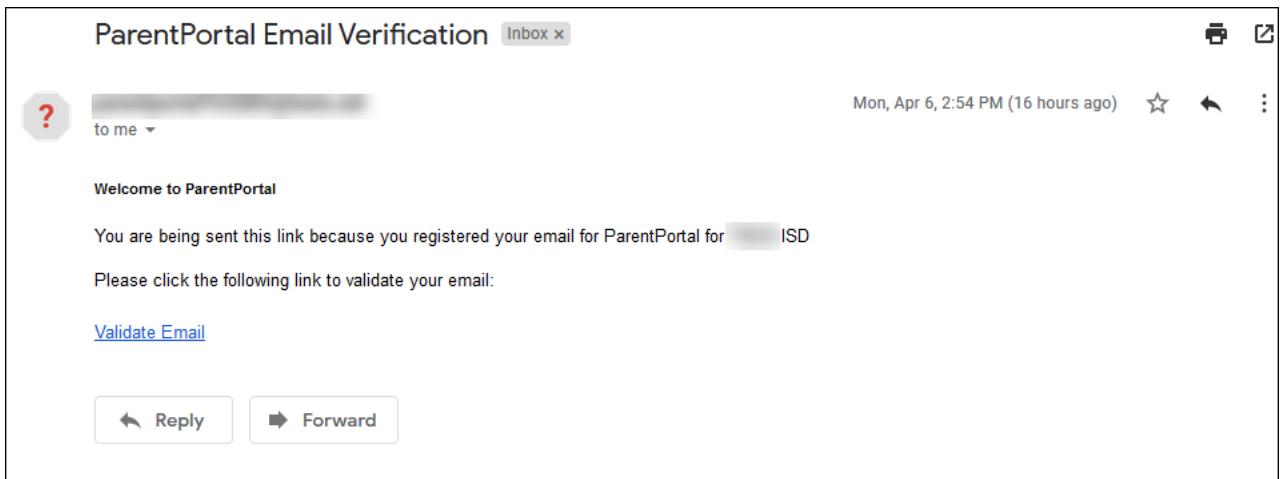 ParentPortal Email Verification Inbox x
?
Mon, Apr 6, 2:54 PM (16 hours ago)
to me
Welcome to ParentPortal
You are being sent this link because you registered your email for ParentPortal for ISD
Please click the following link to validate your email:
Validate Email
Reply Forward